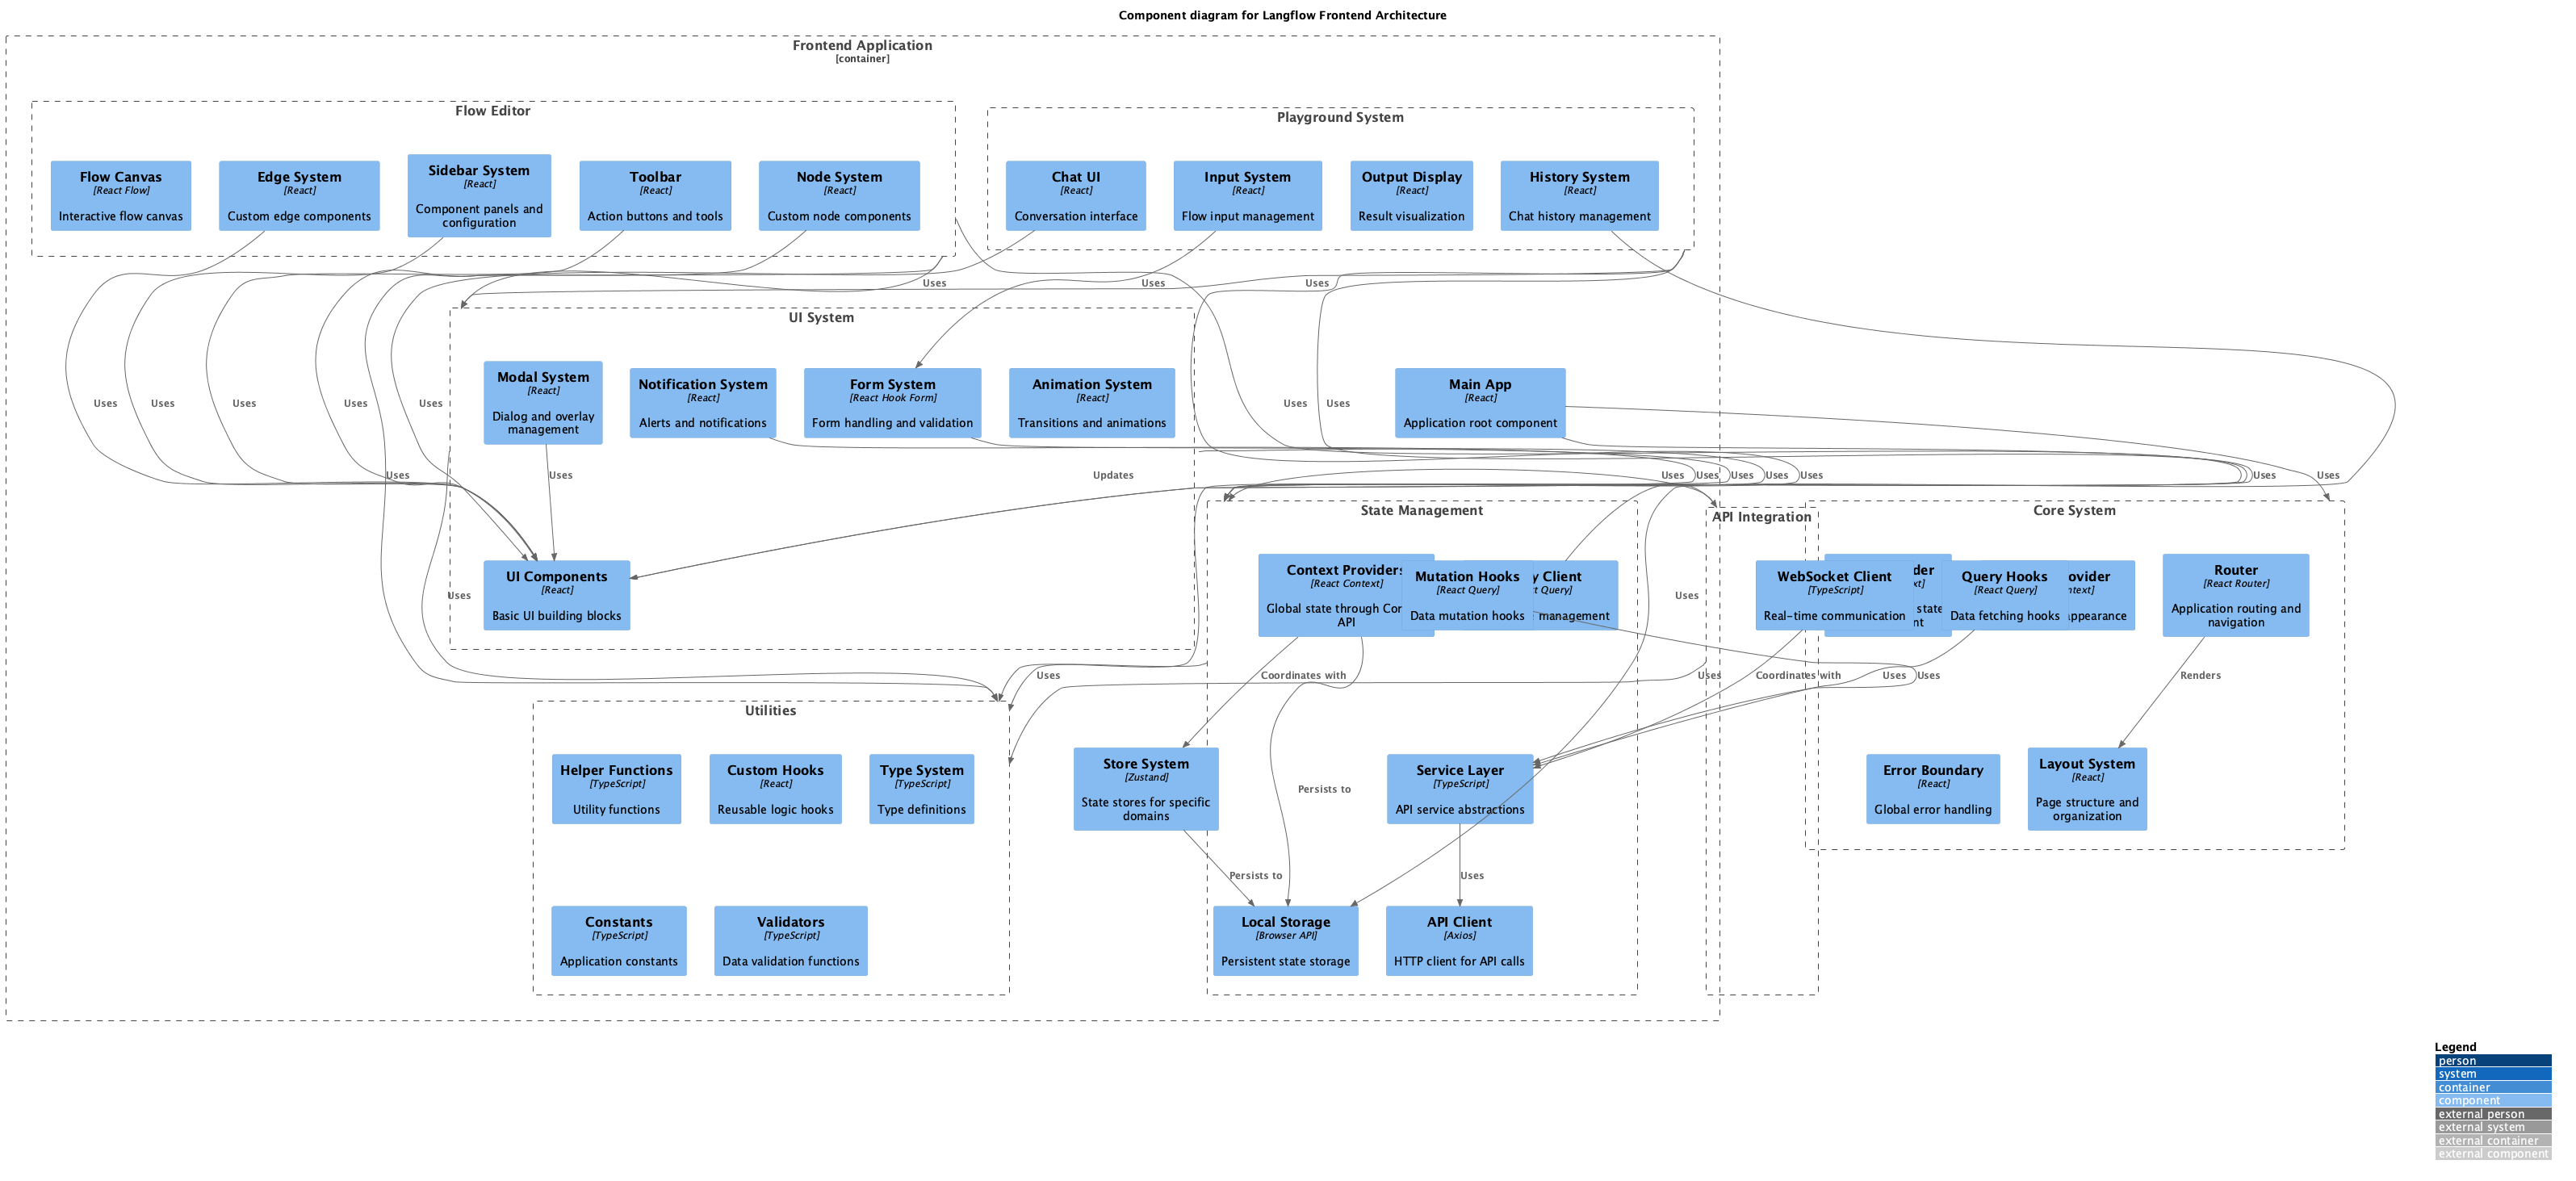 Component diagram for Langflow Frontend Architecture
Frontend Application
[container]
Flow Editor
Playground System
Flow Canvas
[React Flow]
Interactive flow canvas
Edge System
[React]
Custom edge components
Sidebar System
[React]
Component panels and
configuration
Toolbar
[React]
Action buttons and tools
Node System
[React]
Custom node components
Chat UI
[React]
Conversation interface
Input System
[React]
Flow input management
Output Display
[React]
Result visualization
History System
[React]
Chat history management
Uses
Uses
Uses
UI System
Modal System
[React]
Dialog and overlay
management
Notification System
[React]
Alerts and notifications
Form System
[React Hook Form]
Form handling and validation
Animation System
[React]
Transitions and animations
Main App
[React]
Application root component
Uses
Uses
Uses
Uses
Uses
Uses
Uses
Uses
Uses
Updates
Uses
Uses
Uses
Uses
Uses
Uses
Uses
State Management
API Integration
Core System
UI Components
[React]
Basic UI building blocks
Context Providers
[React Context]
Global state through Con
API
Mutation Hooks
[React Query]
Data mutation hooks
y Client
t Query]
management
WebSocket Client
[TypeScript]
Real-time communication
der
xt]
state
nt
Query Hooks
[React Query]
Data fetching hooks
ovider
ntext]
appearance
Router
[React Router]
Application routing and
navigation
Uses
Uses
Uses
Coordinates with
Uses
Coordinates with
Uses
Uses
Renders
Utilities
Helper Functions
[TypeScript]
Utility functions
Custom Hooks
[React]
Reusable logic hooks
Type System
[TypeScript]
Type definitions
Store System
[Zustand]
State stores for specific
domains
Persists to
Service Layer
[TypeScript]
API service abstractions
Error Boundary
[React]
Global error handling
Layout System
[React]
Page structure and
organization
Persists to
Uses
Constants
[TypeScript]
Application constants
Validators
[TypeScript]
Data validation functions
Local Storage
[Browser API]
Persistent state storage
API Client
[Axios]
HTTP client for API calls
Legend
person
system
container
component
external person
external system
external container
external component